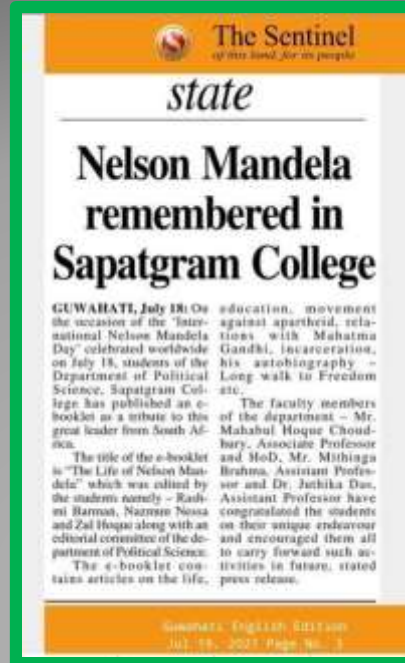 The Sentinel
of this land, for its people
state
Nelson Mandela
remembered in
Sapatgram College
GUWAHATI, July 18: On
the occasion of the 'Inter-
national Nelson Mandela
Day' celebrated worldwide
on July 18, students of the
Department of Political
Science, Sapatgram Col-
lege has published an e-
booklet as a tribute to this
great leader from South Af-
rica.
The title of the e-booklet
is "The Life of Nelson Man-
dela" which was edited by
the students namely – Rash-
mi Barman, Nazmun Nessa
and Zail Hoque along with an
editorial committee of the de-
partment of Political Science.
The e-booklet con-
tains articles on the life,
education, movement
against apartheid, rela-
tions with Mahatma
Gandhi, incarceration,
his autobiography –
Long walk to Freedom
etc.
The faculty members
of the department – Mr.
Mahabul Hoque Choud-
hury, Associate Professor
and HoD, Mr. Mithinga
Brahma, Assistant Profes-
sor and Dr. Juthika Das,
Assistant Professor have
congratulated the students
on their unique endeavour
and encouraged them all
to carry forward such ac-
tivities in future, stated
press release.
Guwahati English Edition
Jul 19, 2021 Page No. 3